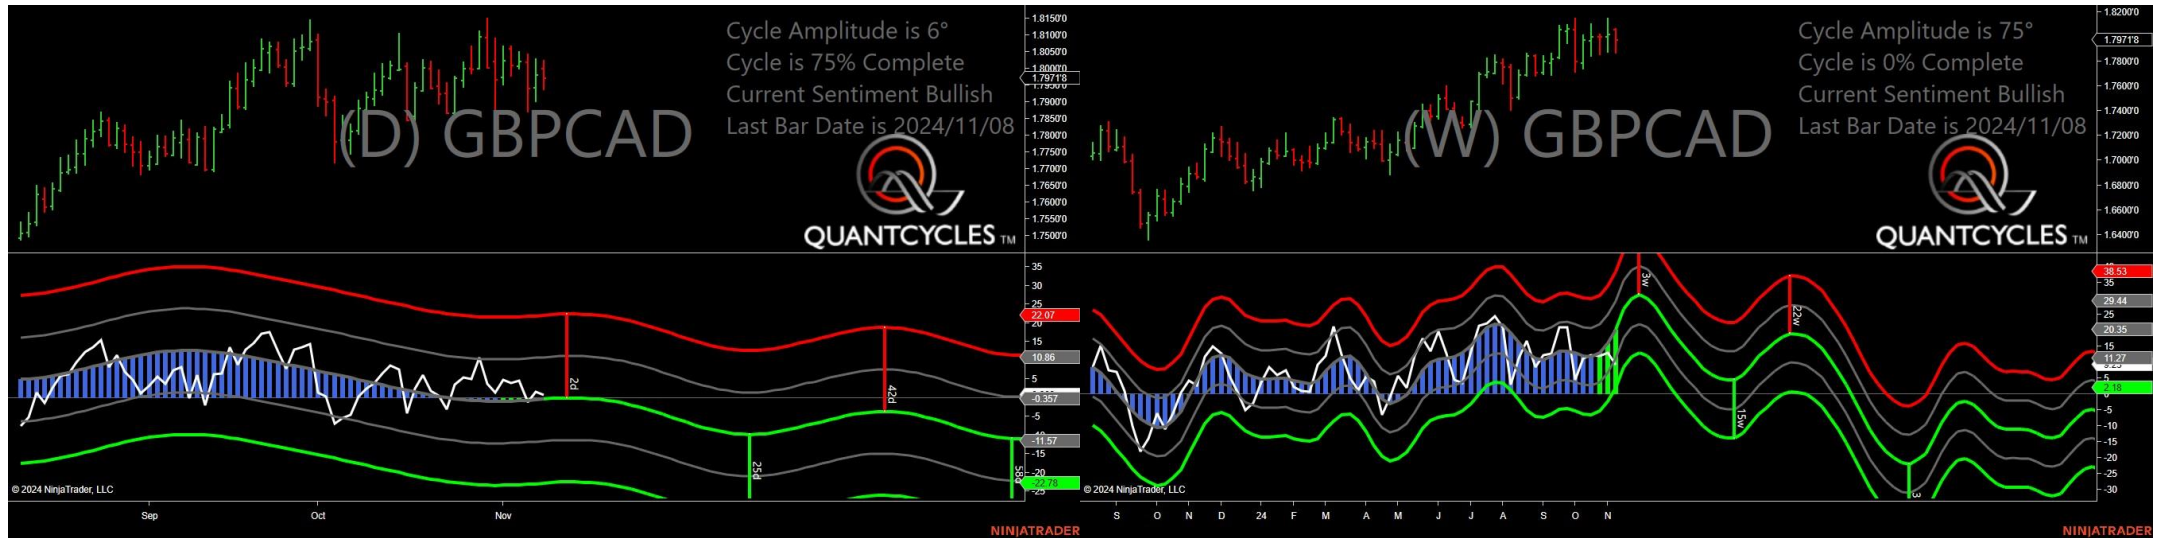 Cycle Amplitude is 6°
Cycle is 75% Complete
Current Sentiment Bullish
Last Bar Date is 2024/11/08
(D) GBPCAD
QUANTCYCLES TM
1.8150'0
1.8100'0
1.8050'0
1.8000'0
1.7971'8
1.7900'0
1.7850'0
1.7800'0
1.7750'0
1.7700'0
1.7650'0
1.7600'0
1.7550'0
1.7500'0
35
30
25
22.07
20
15
10.86
5
-0.357
-5
-11.57
-15
-20
-22.78
-25
2d
25d
42d
58d
© 2024 NinjaTrader, LLC
Sep Oct Nov
NINJATRADER
Cycle Amplitude is 75°
Cycle is 0% Complete
Current Sentiment Bullish
Last Bar Date is 2024/11/08
(W) GBPCAD
QUANTCYCLES TM
1.8200'0
1.7971'8
1.7800'0
1.7600'0
1.7400'0
1.7200'0
1.7000'0
1.6800'0
1.6600'0
1.6400'0
38.53
35
29.44
25
20.35
15
11.27
9.25
5
2.18
0
-5
-10
-15
-20
-25
-30
3w
15w
22w
3
© 2024 NinjaTrader, LLC
S O N D 24 F M A M J J A S O N
NINJATRADER